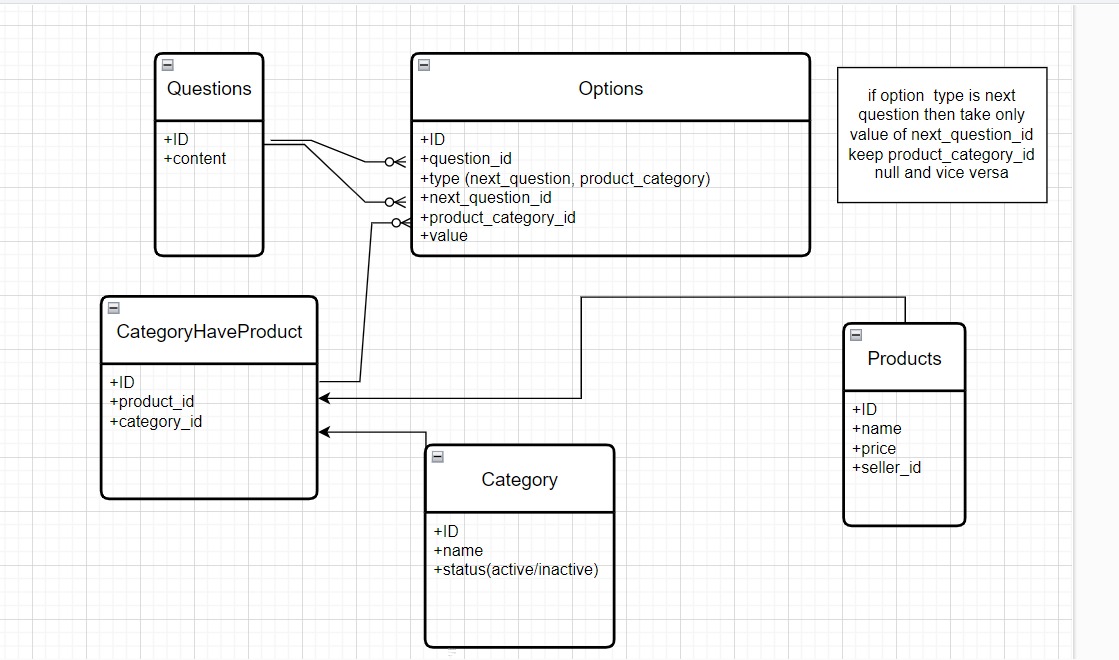 Questions
+ID
+content
Options
+ID
+question_id
+type (next_question, product_category)
+next_question_id
+product_category_id
+value
if option  type is next
question then take only
value of next_question_id
keep product_category_id
null and vice versa
CategoryHaveProduct
+ID
+product_id
+category_id
Products
+ID
+name
+price
+seller_id
Category
+ID
+name
+status(active/inactive)